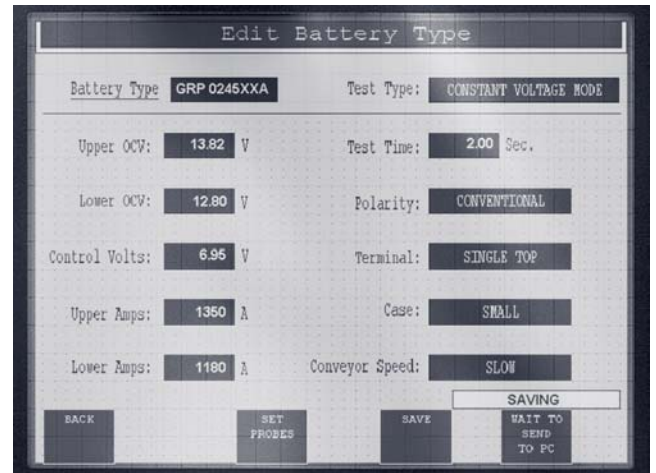 Edit Battery Type
Battery Type GRP 0245XXA Test Type: CONSTANT VOLTAGE MODE
Upper OCV: 13.82 V Test Time: 2.00 Sec.
Lower OCV: 12.80 V Polarity: CONVENTIONAL
Control Volts: 6.95 V Terminal: SINGLE TOP
Upper Amps: 1350 A Case: SMALL
Lower Amps: 1180 A Conveyor Speed: SLOW
SAVING
BACK SET PROBES SAVE WAIT TO SEND TO PC